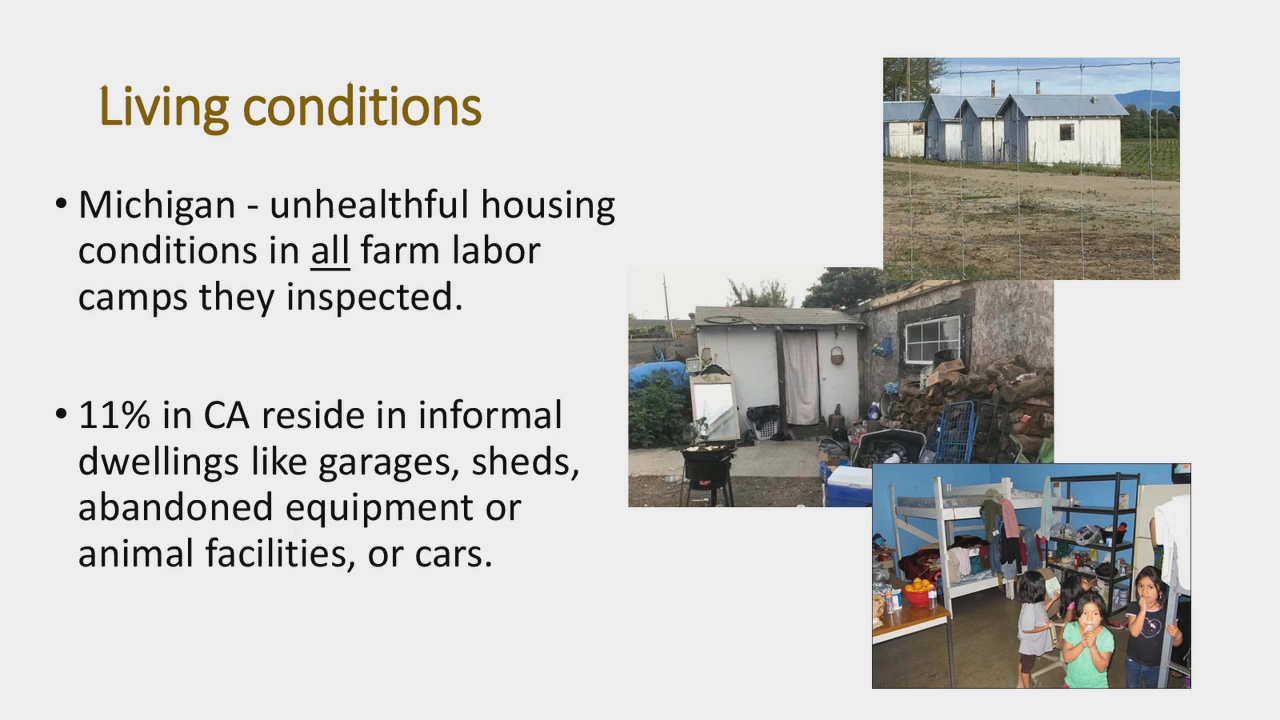 Living conditions
• Michigan - unhealthful housing
conditions in all farm labor
camps they inspected.
• 11% in CA reside in informal
dwellings like garages, sheds,
abandoned equipment or
animal facilities, or cars.